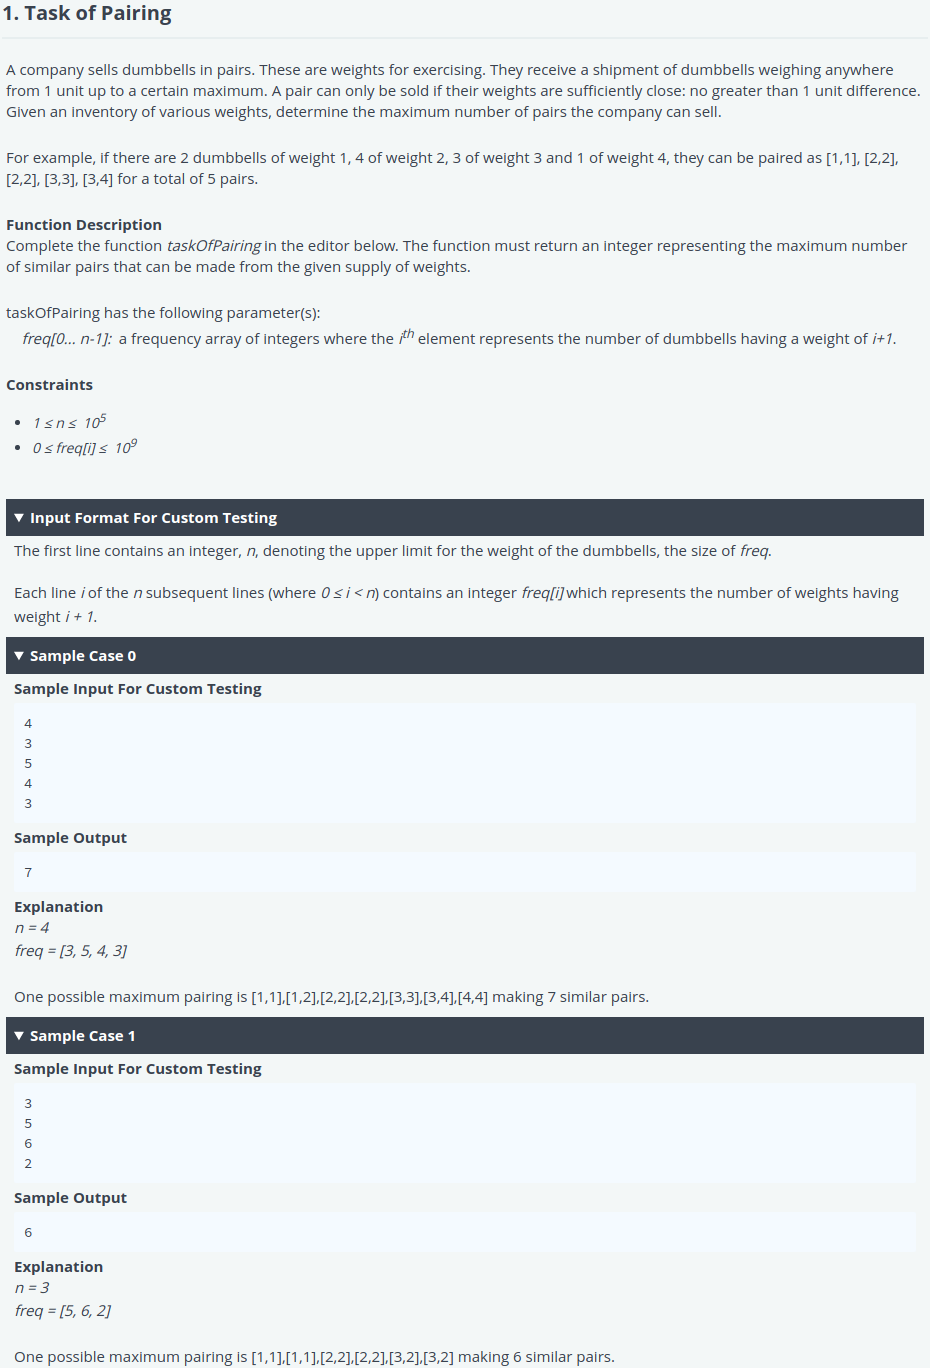 1. Task of Pairing
A company sells dumbbells in pairs. These are weights for exercising. They receive a shipment of dumbbells weighing anywhere
from 1 unit up to a certain maximum. A pair can only be sold if their weights are sufficiently close: no greater than 1 unit difference.
Given an inventory of various weights, determine the maximum number of pairs the company can sell.
For example, if there are 2 dumbbells of weight 1, 4 of weight 2, 3 of weight 3 and 1 of weight 4, they can be paired as [1,1], [2,2],
[2,2], [3,3], [3,4] for a total of 5 pairs.
Function Description
Complete the function taskOfPairing in the editor below. The function must return an integer representing the maximum number
of similar pairs that can be made from the given supply of weights.
taskOfPairing has the following parameter(s):
freq[0... n-1]: a frequency array of integers where the ith element represents the number of dumbbells having a weight of i+1.
Constraints
• 1 ≤ n ≤ 10^5
• 0 ≤ freq[i] ≤ 10^9
▼ Input Format For Custom Testing
The first line contains an integer, n, denoting the upper limit for the weight of the dumbbells, the size of freq.
Each line i of the n subsequent lines (where 0 ≤ i < n) contains an integer freq[i] which represents the number of weights having
weight i + 1.
▼ Sample Case 0
Sample Input For Custom Testing
4
3
5
4
3
Sample Output
7
Explanation
n = 4
freq = [3, 5, 4, 3]
One possible maximum pairing is [1,1],[1,2],[2,2],[2,2],[3,3],[3,4],[4,4] making 7 similar pairs.
▼ Sample Case 1
Sample Input For Custom Testing
3
5
6
2
Sample Output
6
Explanation
n = 3
freq = [5, 6, 2]
One possible maximum pairing is [1,1],[1,1],[2,2],[2,2],[3,2],[3,2] making 6 similar pairs.